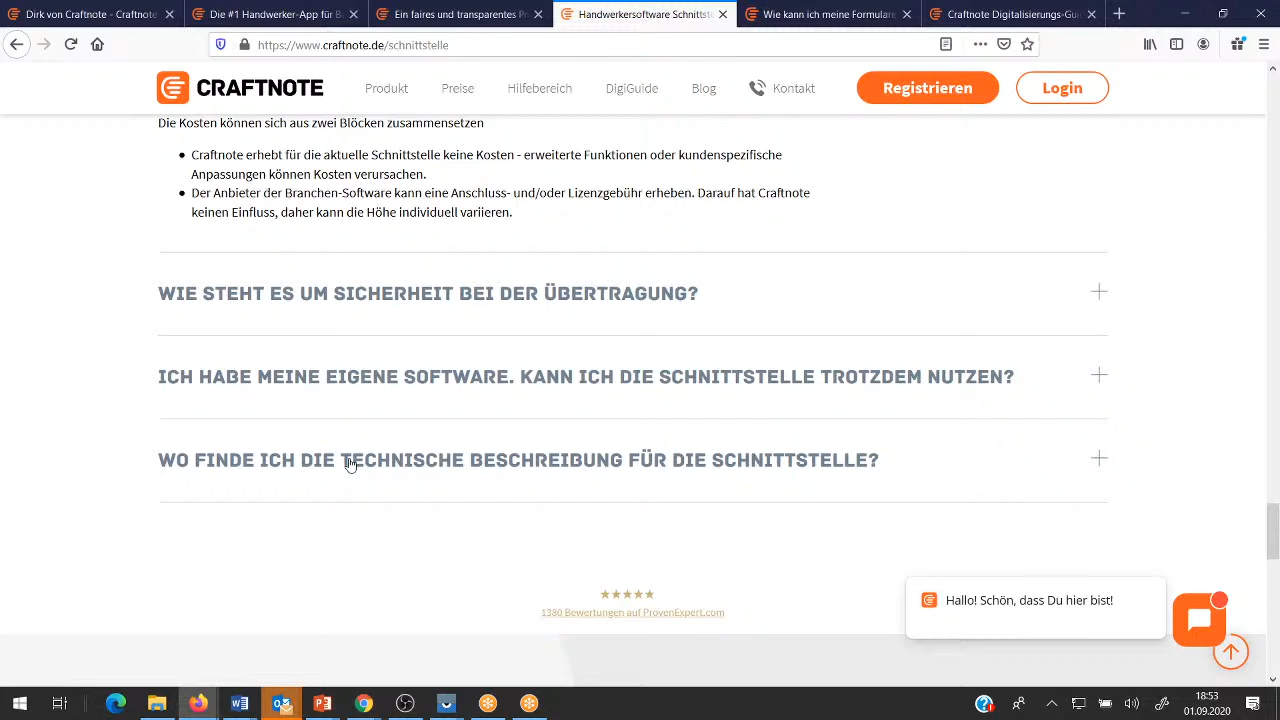 Dirk von Craftnote - Craftnote
Die #1 Handwerker-App für B
Ein faires und transparentes Pr
Handwerkersoftware Schnittst
Wie kann ich meine Formulare
Craftnote Digitalisierungs-Gui
https://www.craftnote.de/schnittstelle
CRAFTNOTE
Produkt
Preise
Hilfebereich
DigiGuide
Blog
Kontakt
Registrieren
Login
Die Kosten können sich aus zwei Blöcken zusammensetzen
Craftnote erhebt für die aktuelle Schnittstelle keine Kosten - erweiterte Funktionen oder kundenspezifische
Anpassungen können Kosten verursachen.
Der Anbieter der Branchen-Software kann eine Anschluss- und/oder Lizenzgebühr erheben. Darauf hat Craftnote
keinen Einfluss, daher kann die Höhe individuell variieren.
WIE STEHT ES UM SICHERHEIT BEI DER ÜBERTRAGUNG?
ICH HABE MEINE EIGENE SOFTWARE. KANN ICH DIE SCHNITTSTELLE TROTZDEM NUTZEN?
WO FINDE ICH DIE TECHNISCHE BESCHREIBUNG FÜR DIE SCHNITTSTELLE?
1380 Bewertungen auf ProvenExpert.com
Hallo! Schön, dass Du hier bist!
18:53
01.09.2020